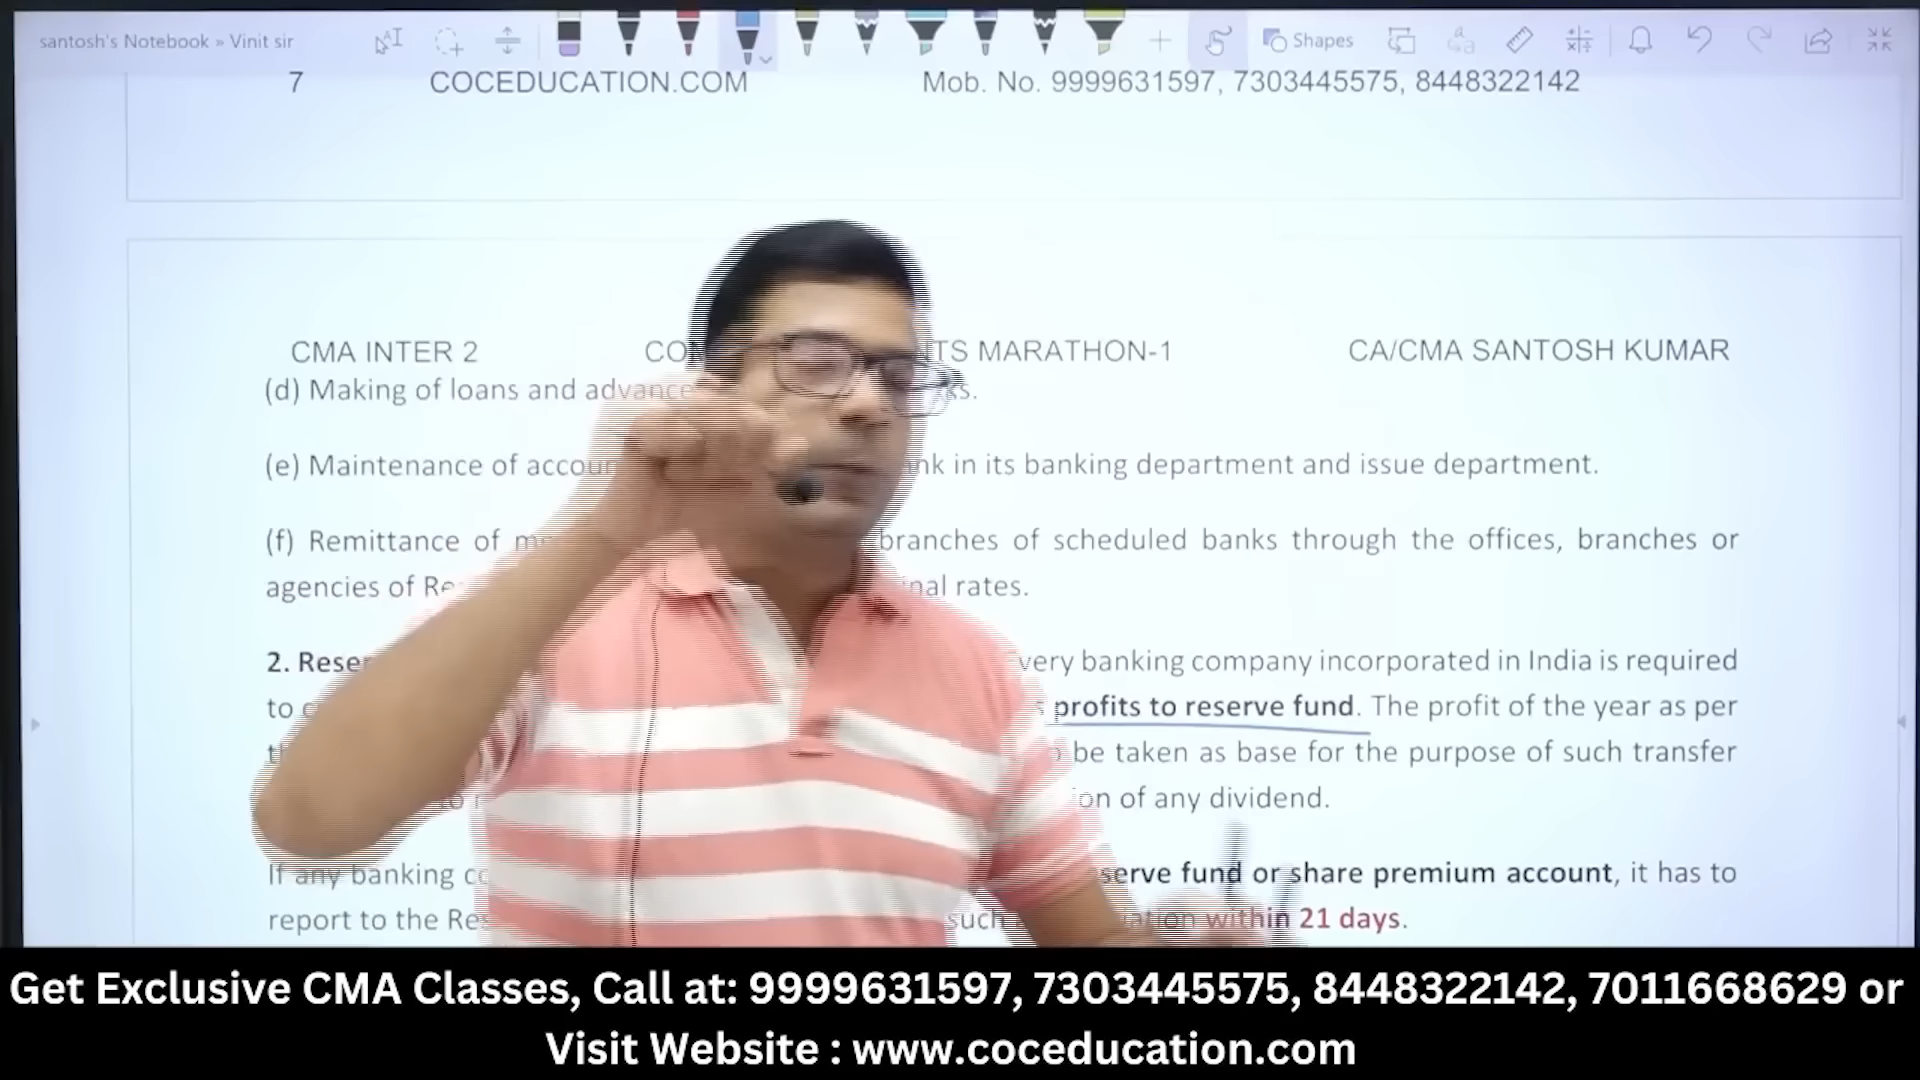 santosh's Notebook » Vinit sir
Shapes
7 COCEDUCATION.COM Mob. No. 9999631597, 7303445575, 8448322142
CMA INTER 2 MARATHON-1 CA/CMA SANTOSH KUMAR
(d) Making of loans and
(e) Maintenance of in its banking department and issue department.
(f) Remittance of branches of scheduled banks through the offices, branches or
agencies of rates.
2. banking company incorporated in India is required
to profits to reserve fund. The profit of the year as per
be taken as base for the purpose of such transfer
of any dividend.
If any banking fund or share premium account, it has to
report to the such within 21 days.
Get Exclusive CMA Classes, Call at: 9999631597, 7303445575, 8448322142, 7011668629 or
Visit Website : www.coceducation.com